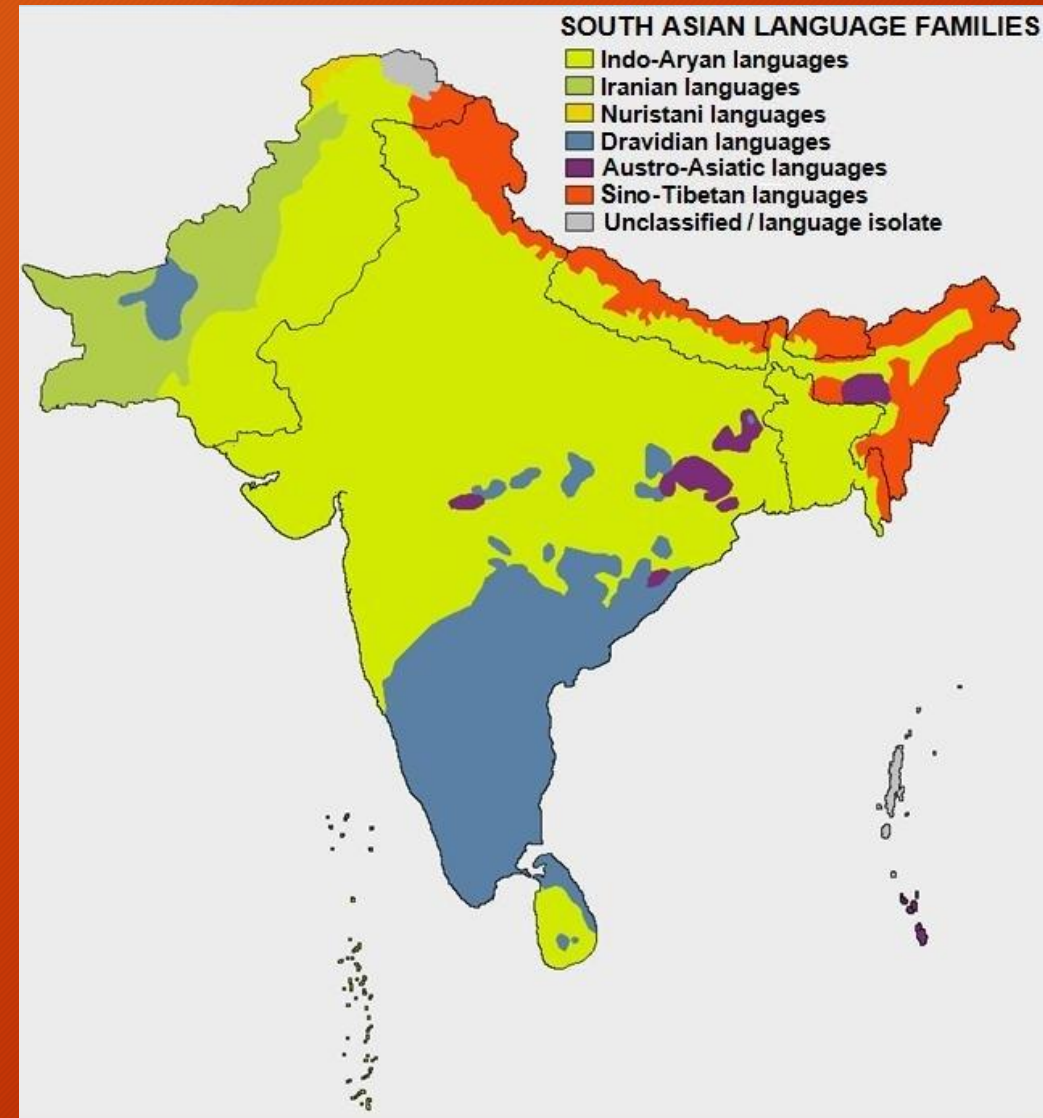 SOUTH ASIAN LANGUAGE FAMILIES
Indo-Aryan languages
Iranian languages
Nuristani languages
Dravidian languages
Austro-Asiatic languages
Sino-Tibetan languages
Unclassified / language isolate